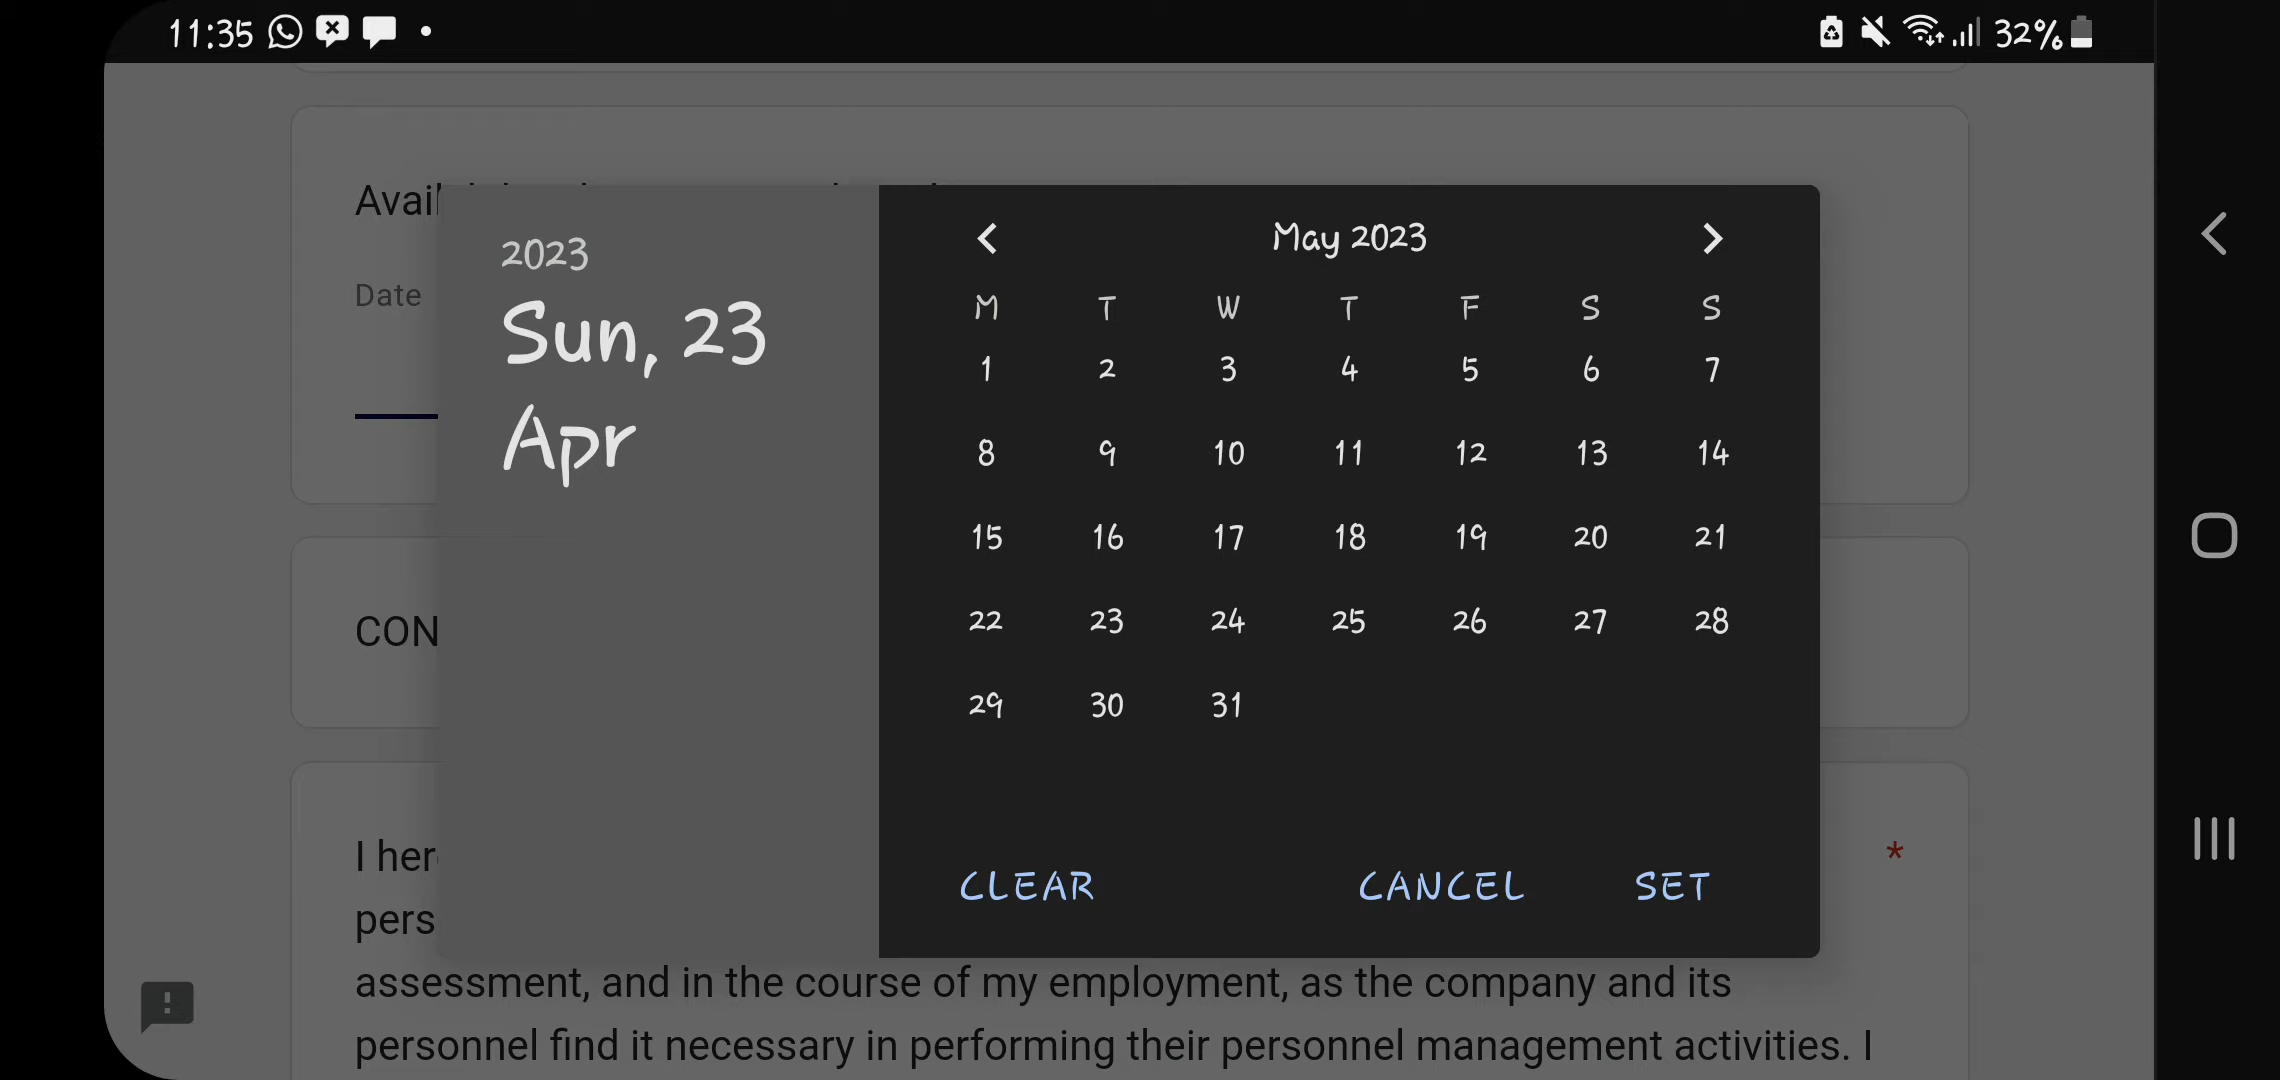 11:35
32%
Avail
Date
2023
Sun, 23
Apr
May 2023
M T W T F S S
1 2 3 4 5 6 7
8 9 10 11 12 13 14
15 16 17 18 19 20 21
22 23 24 25 26 27 28
29 30 31
CLEAR CANCEL SET
CON
I her
*
pers
assessment, and in the course of my employment, as the company and its
personnel find it necessary in performing their personnel management activities. I